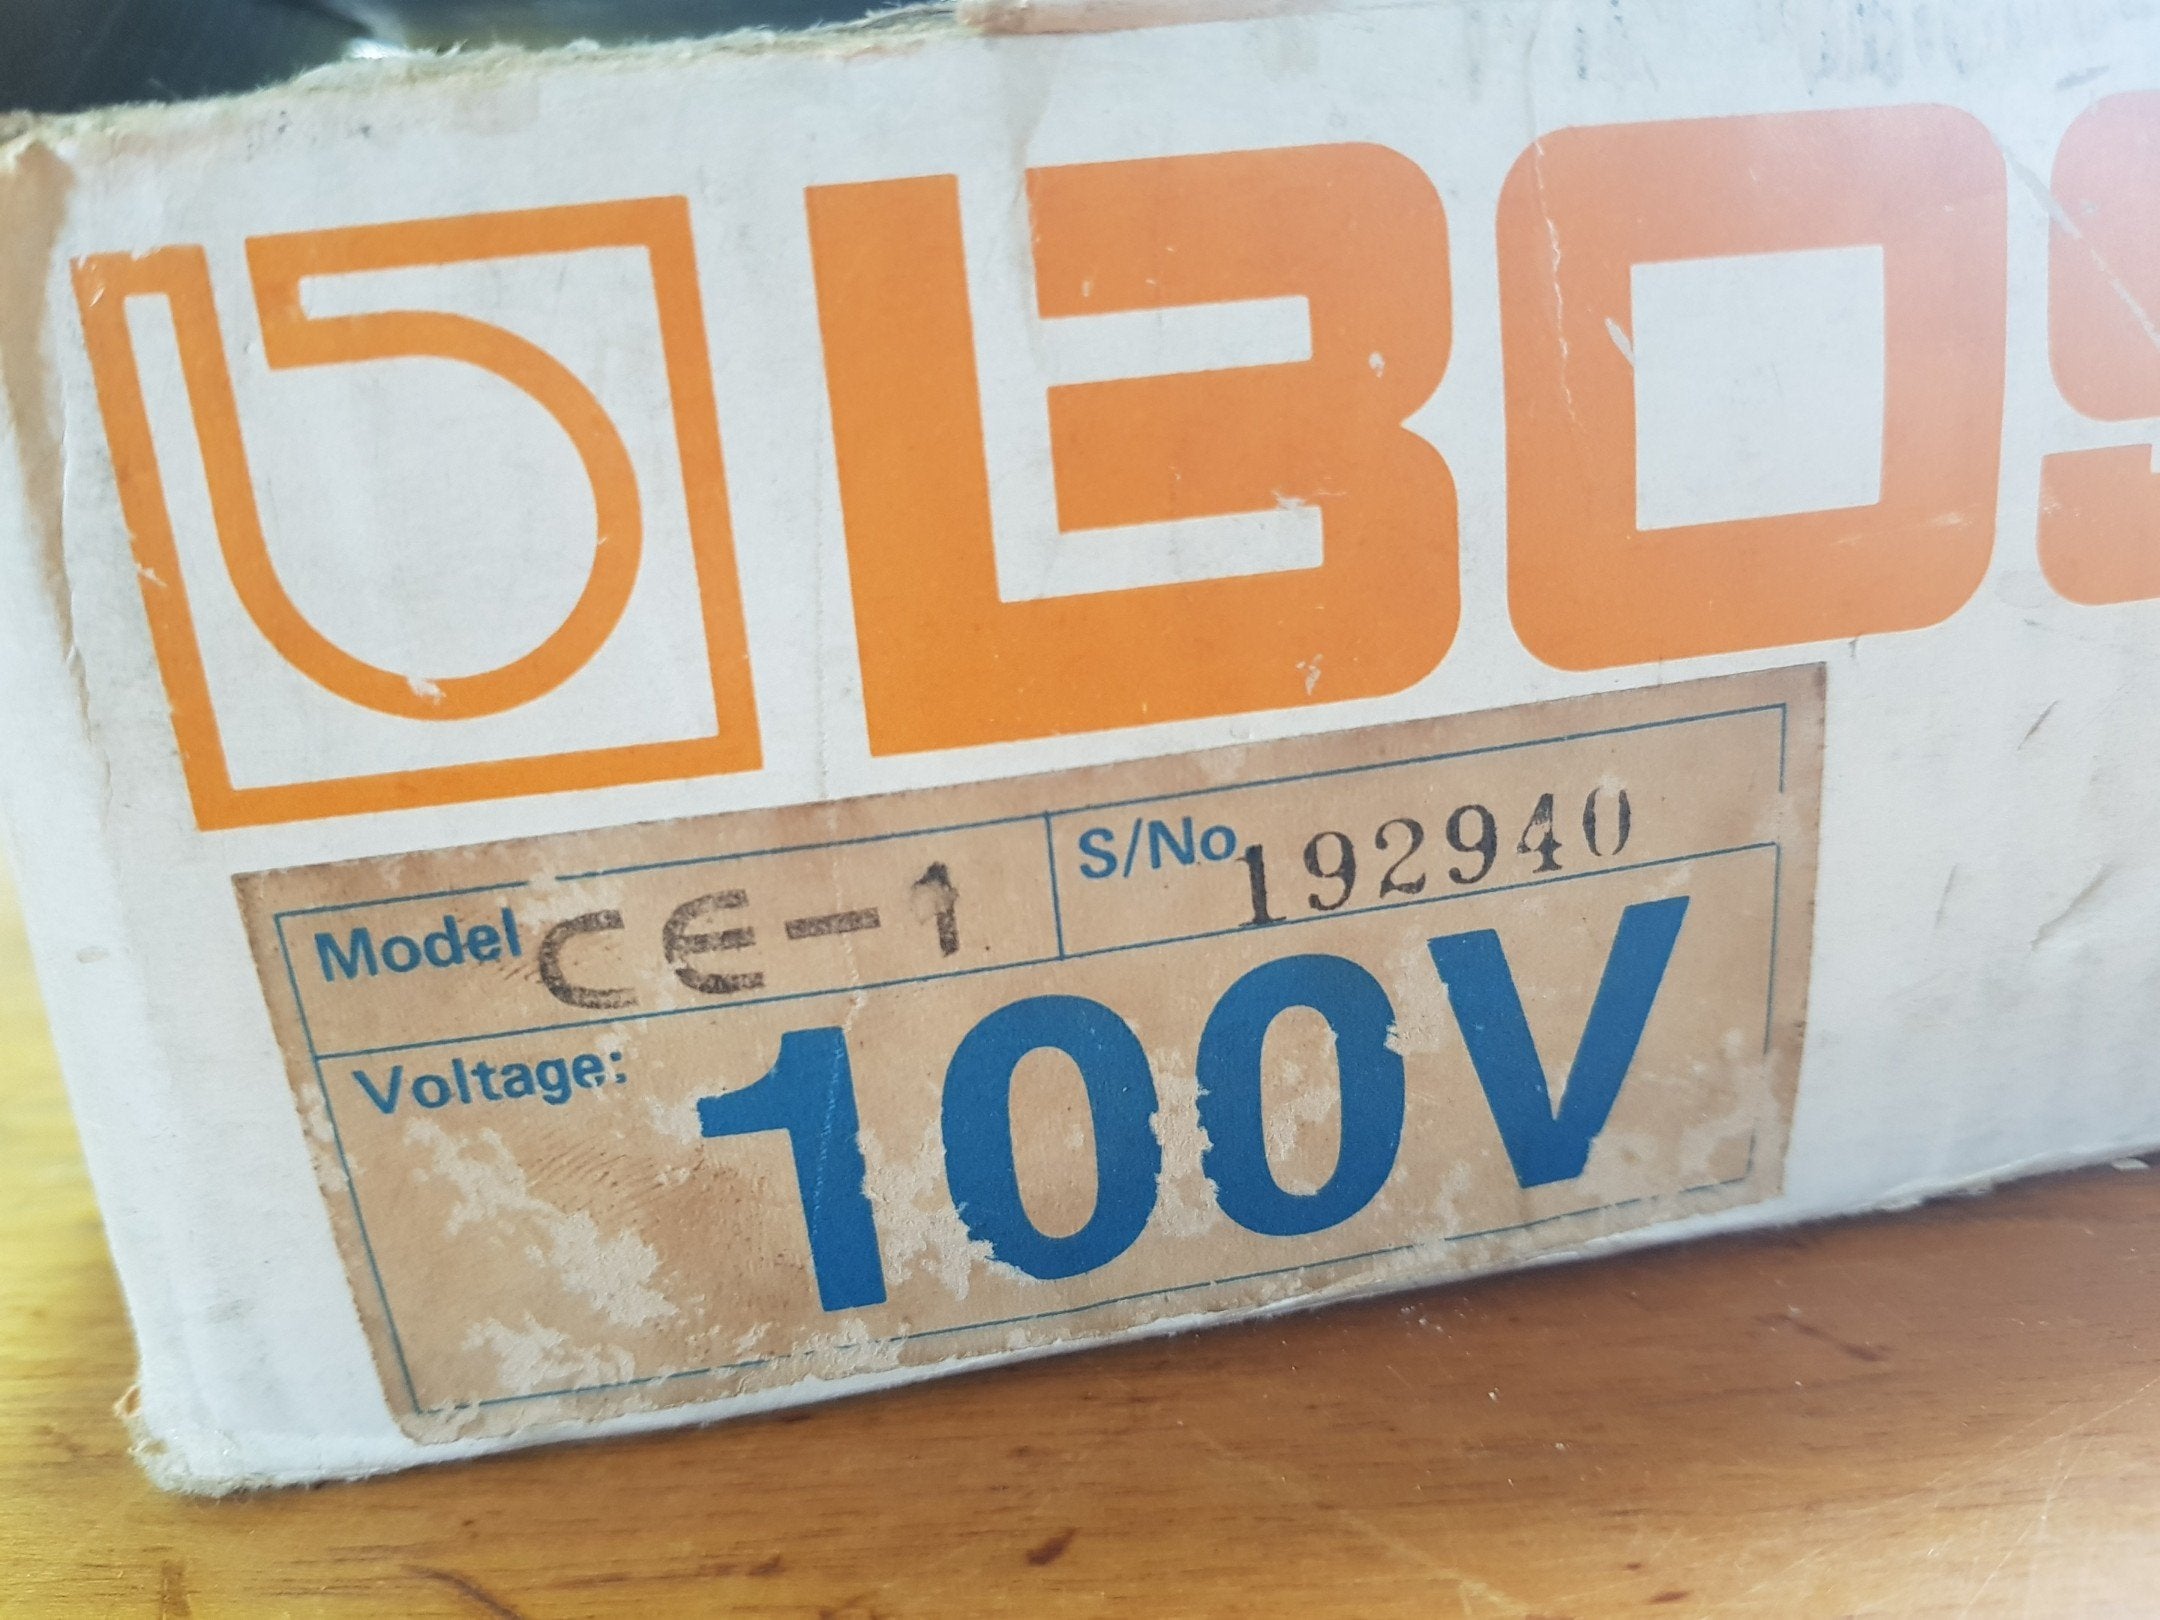 BOS
Model CE-1 S/No. 192940
Voltage: 100V